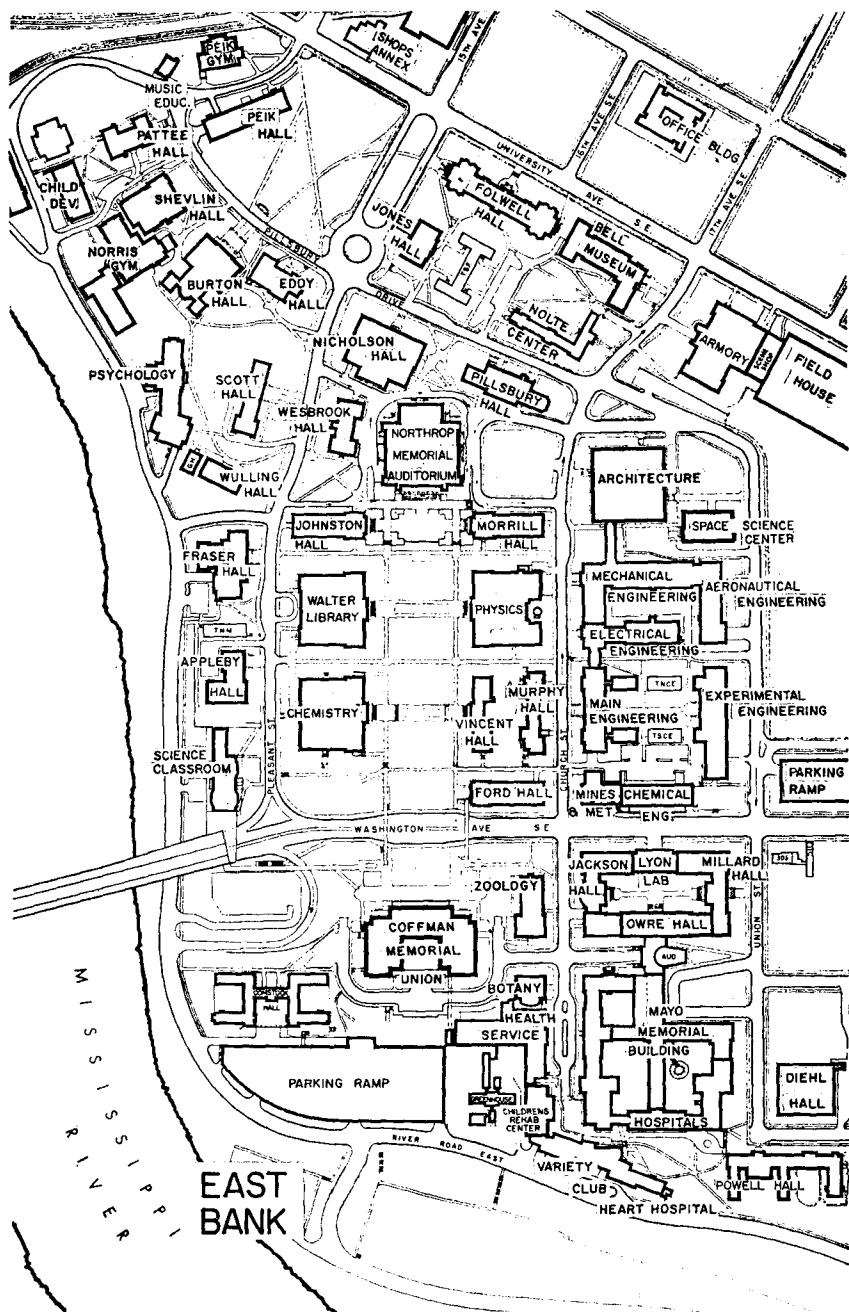 SHOPS
ANNEX
15TH AVE.
PEIK
GYM
MUSIC
EDUC.
PEIK
HALL
PATTEE
HALL
CHILD
DEV.
SHEVLIN
HALL
NORRIS
GYM
BURTON
HALL
EDDY
HALL
PILLSBURY
DRIVE
UNIVERSITY
AVE
S.E.
16TH AVE SE
17TH AVE SE
OFFICE BLDG
FOLWELL
HALL
JONES
HALL
BELL
MUSEUM
NOLTE
CENTER
ARMORY
FIELD
HOUSE
NICHOLSON
HALL
PILLSBURY
HALL
PSYCHOLOGY
SCOTT
HALL
WESBROOK
HALL
NORTHROP
MEMORIAL
AUDITORIUM
WULLING
HALL
ARCHITECTURE
JOHNSTON
HALL
MORRILL
HALL
SPACE SCIENCE
CENTER
FRASER
HALL
WALTER
LIBRARY
PHYSICS
MECHANICAL
ENGINEERING
AERONAUTICAL
ENGINEERING
ELECTRICAL
ENGINEERING
TNM
APPLEBY
HALL
CHEMISTRY
VINCENT
HALL
MURPHY
HALL
MAIN
ENGINEERING
TNCE
TSCE
EXPERIMENTAL
ENGINEERING
SCIENCE
CLASSROOM
PLEASANT ST.
CHURCH ST
FORD HALL
MINES
& MET.
CHEMICAL
ENG.
PARKING
RAMP
WASHINGTON AVE S E
ZOOLOGY
JACKSON
HALL
LYON
LAB
MILLARD
HALL
OWRE HALL
UNION ST
AUD
COFFMAN
MEMORIAL
UNION
COMSTOCK
HALL
BOTANY
HEALTH
SERVICE
MAYO
MEMORIAL
BUILDING
HOSPITALS
DIEHL
HALL
PARKING RAMP
GREENHOUSE
CHILDRENS
REHAB
CENTER
RIVER ROAD EAST
VARIETY
CLUB
HEART HOSPITAL
POWELL HALL
MISSISSIPPI
RIVER
EAST
BANK